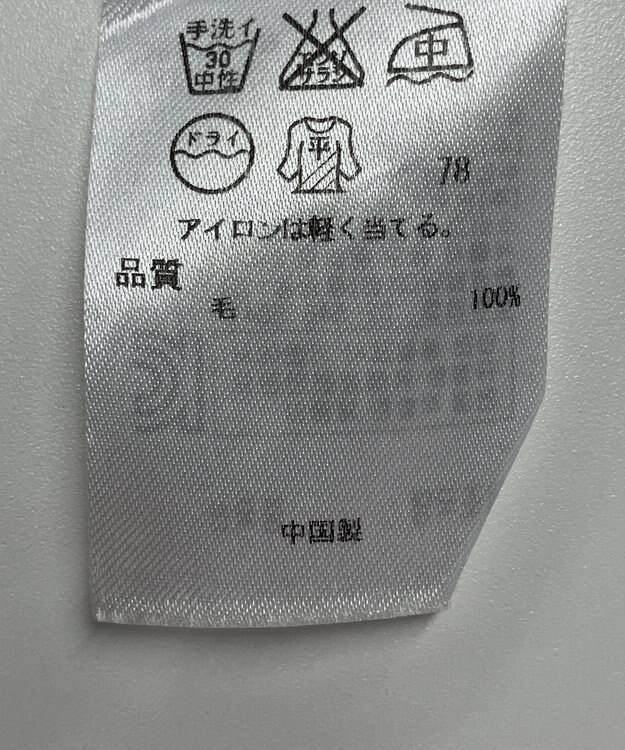 手洗イ
30
中性
エンソ
サラシ
中
ドライ
平
78
アイロンは軽く当てる。
品質
毛 100%
中国製